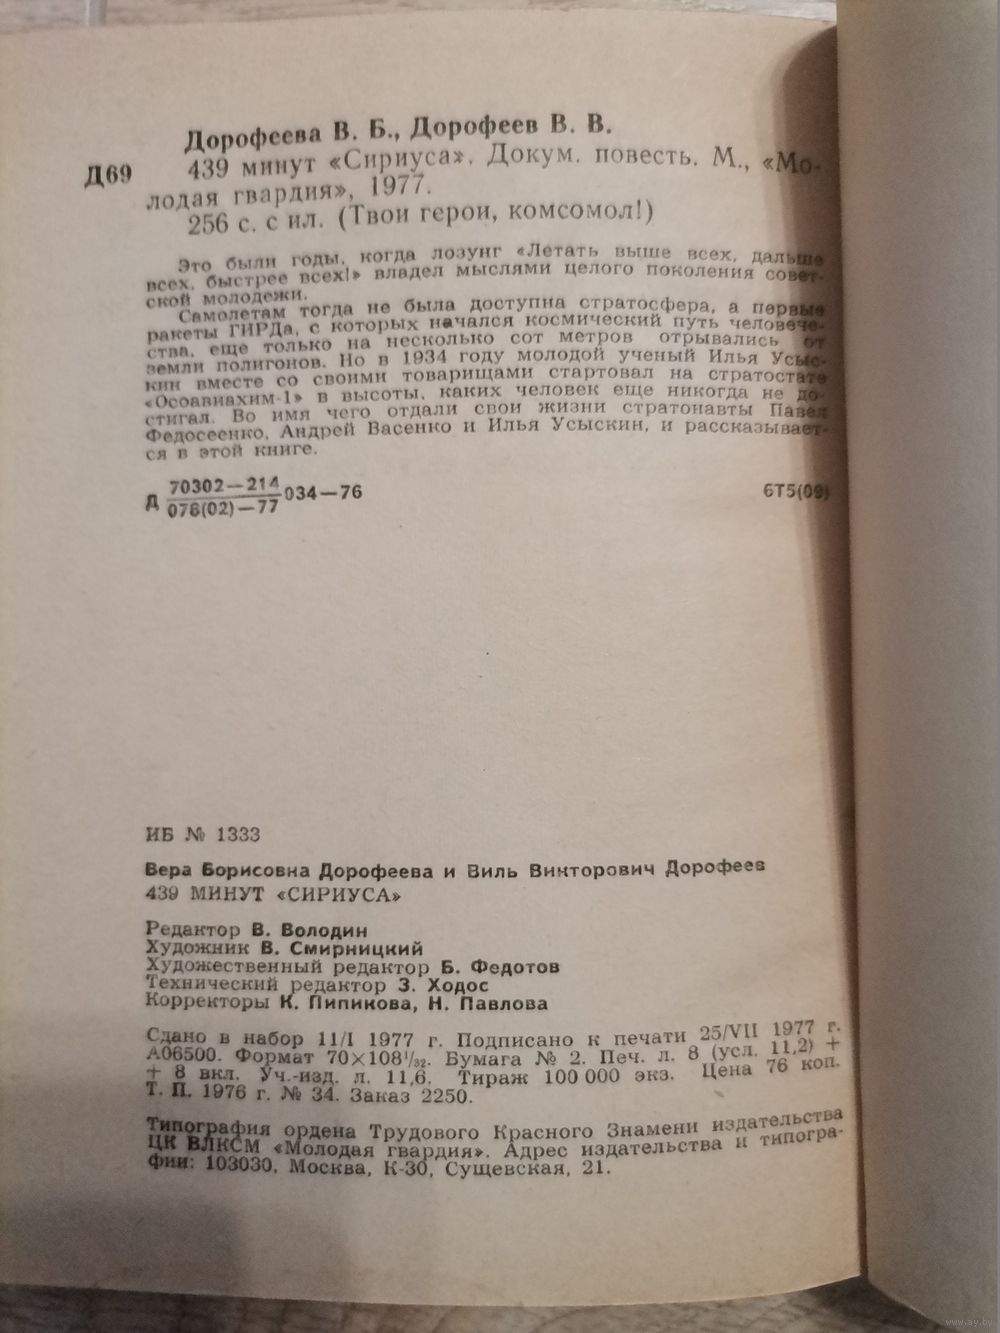 Дорофеева В. Б., Дорофеев В. В.
Д69 439 минут «Сириуса». Докум. повесть. М., «Мо-
лодая гвардия», 1977.
256 с. с ил. (Твои герои, комсомол!)
Это были годы, когда лозунг «Летать выше всех, дальше
всех, быстрее всех!» владел мыслями целого поколения совет-
ской молодежи.
Самолетам тогда не была доступна стратосфера, а первые
ракеты ГИРДа, с которых начался космический путь человече-
ства, еще только на несколько сот метров отрывались от
земли полигонов. Но в 1934 году молодой ученый Илья Усыс-
кин вместе со своими товарищами стартовал на стратостате
«Осоавиахим-1» в высоты, каких человек еще никогда не до-
стигал. Во имя чего отдали свои жизни стратонавты Павел
Федосеенко, Андрей Васенко и Илья Усыскин, и рассказывает-
ся в этой книге.
Д 70302—214 034—76 6Т5(09)
078(02)—77
ИБ № 1333
Вера Борисовна Дорофеева и Виль Викторович Дорофеев
439 МИНУТ «СИРИУСА»
Редактор В. Володин
Художник В. Смирницкий
Художественный редактор Б. Федотов
Технический редактор З. Ходос
Корректоры К. Пипикова, Н. Павлова
Сдано в набор 11/I 1977 г. Подписано к печати 25/VII 1977 г.
А06500. Формат 70×108¹/₃₂. Бумага № 2. Печ. л. 8 (усл. 11,2) +
+ 8 вкл. Уч.-изд. л. 11,6. Тираж 100 000 экз. Цена 76 коп.
Т. П. 1976 г. № 34. Заказ 2250.
Типография ордена Трудового Красного Знамени издательства
ЦК ВЛКСМ «Молодая гвардия». Адрес издательства и типогра-
фии: 103030, Москва, К-30, Сущевская, 21.
www.ay.by